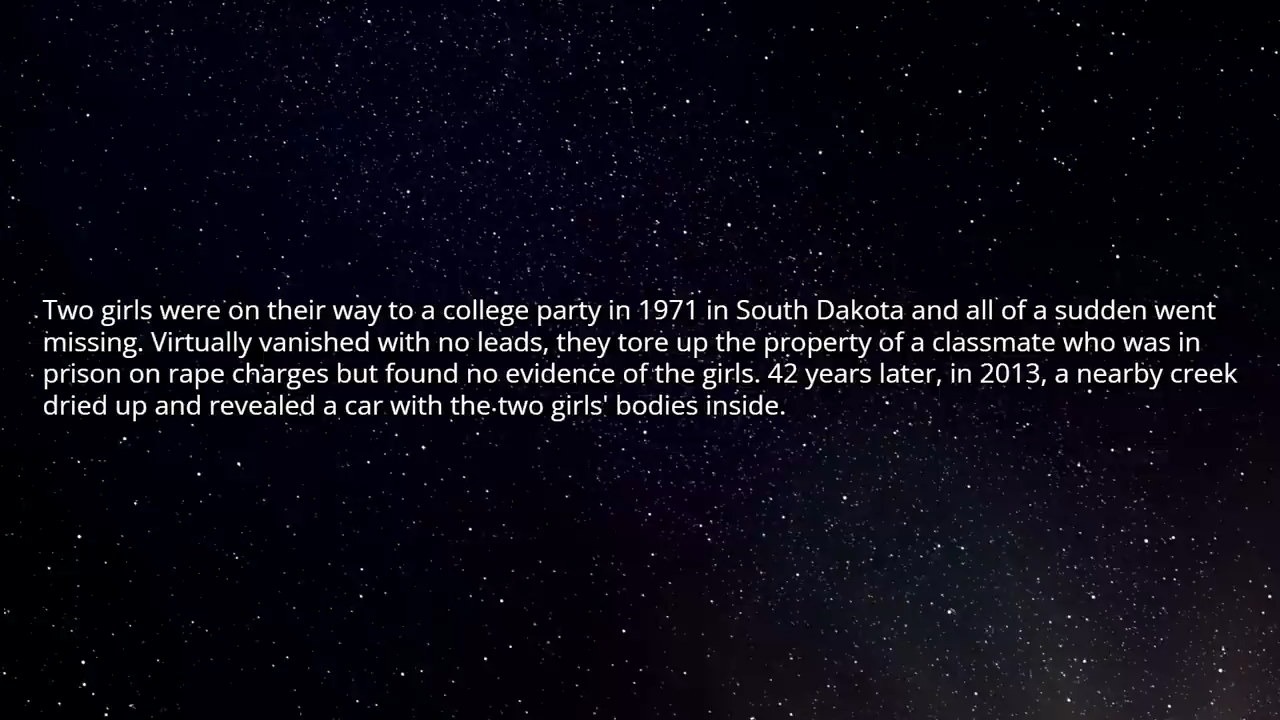 Two girls were on their way to a college party in 1971 in South Dakota and all of a sudden went
missing. Virtually vanished with no leads, they tore up the property of a classmate who was in
prison on rape charges but found no evidence of the girls. 42 years later, in 2013, a nearby creek
dried up and revealed a car with the two girls' bodies inside.